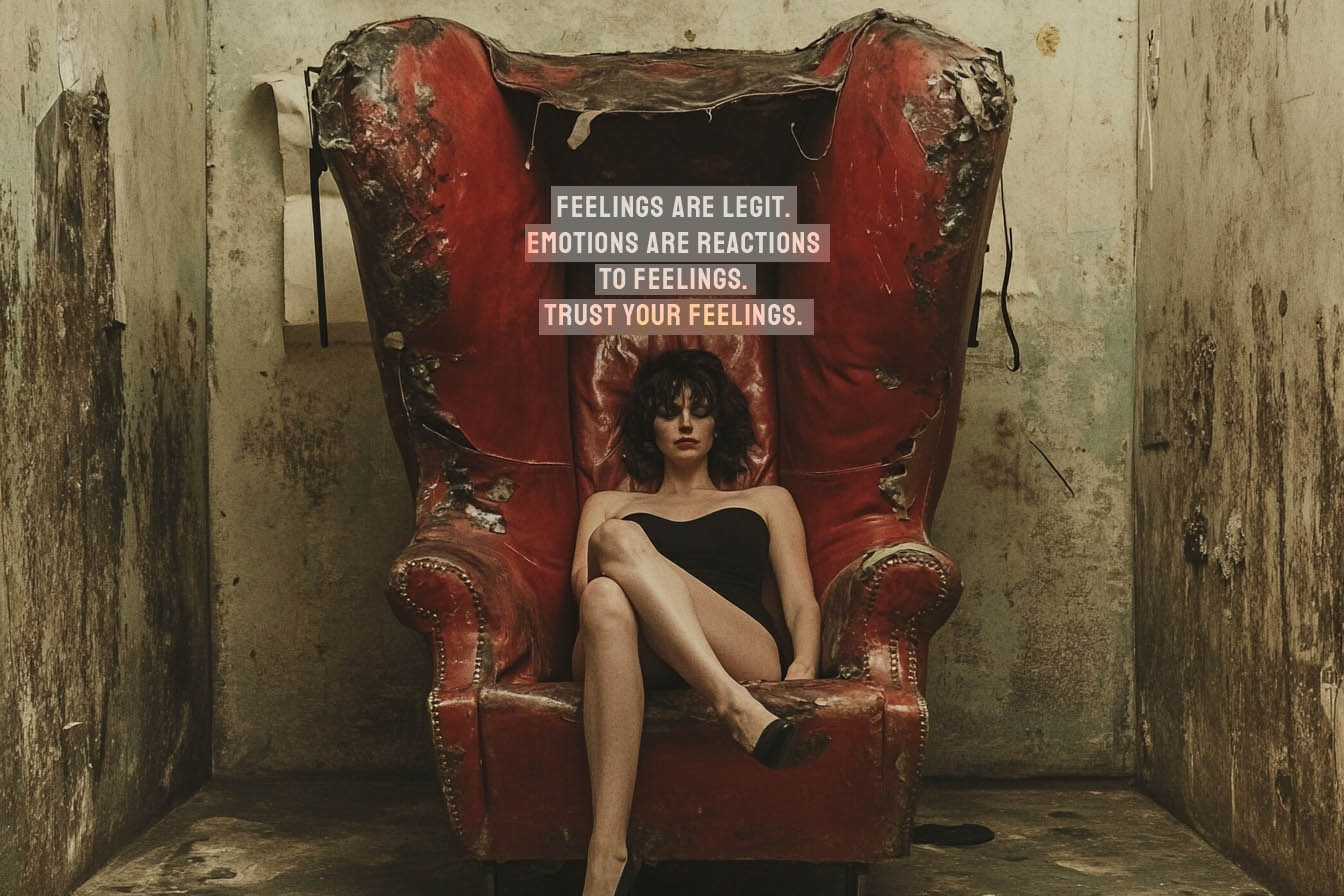 FEELINGS ARE LEGIT.
EMOTIONS ARE REACTIONS
TO FEELINGS.
TRUST YOUR FEELINGS.